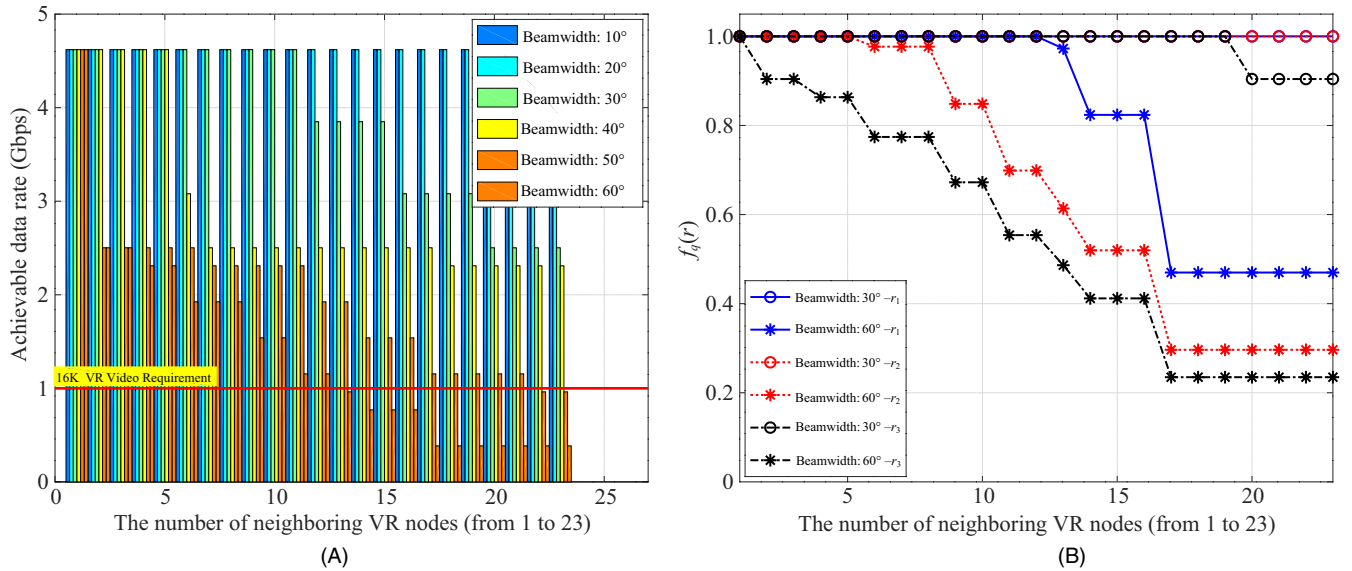 Achievable data rate (Gbps)
5
4
3
2
1
0
Beamwidth: 10°
Beamwidth: 20°
Beamwidth: 30°
Beamwidth: 40°
Beamwidth: 50°
Beamwidth: 60°
16K VR Video Requirement
0 5 10 15 20 25
The number of neighboring VR nodes (from 1 to 23)
(A)
f_q(r)
1.0
0.8
0.6
0.4
0.2
0
Beamwidth: 30° –r₁
Beamwidth: 60° –r₁
Beamwidth: 30° –r₂
Beamwidth: 60° –r₂
Beamwidth: 30° –r₃
Beamwidth: 60° –r₃
5 10 15 20
The number of neighboring VR nodes (from 1 to 23)
(B)